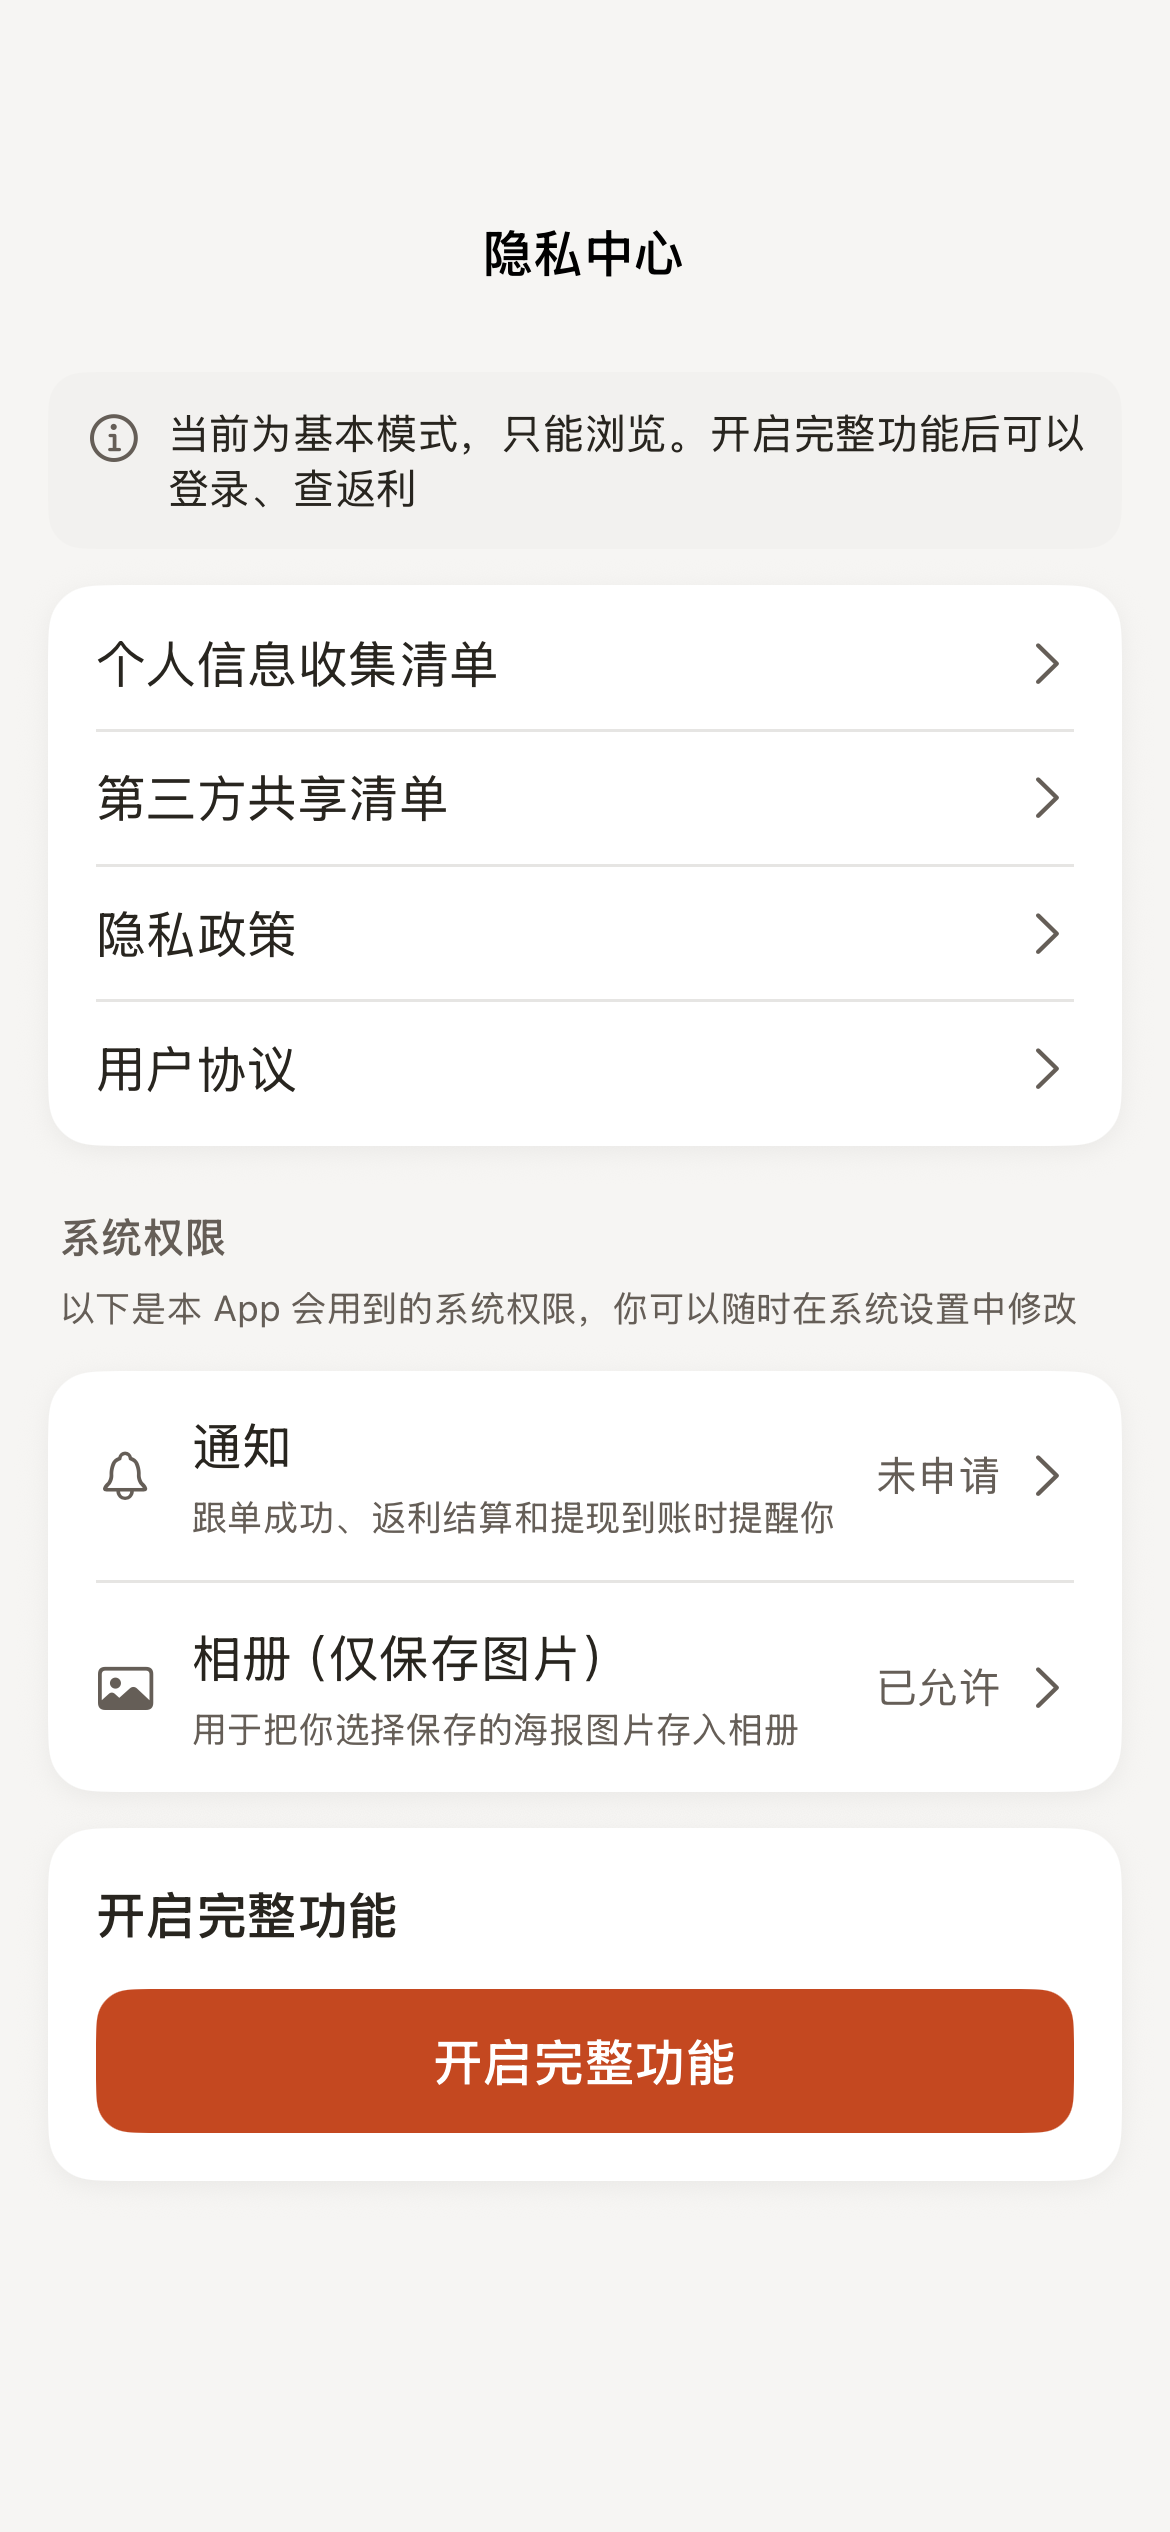 隐私中心
当前为基本模式，只能浏览。开启完整功能后可以
登录、查返利
个人信息收集清单
第三方共享清单
隐私政策
用户协议
系统权限
以下是本 App 会用到的系统权限，你可以随时在系统设置中修改
通知
跟单成功、返利结算和提现到账时提醒你
未申请
相册（仅保存图片）
用于把你选择保存的海报图片存入相册
已允许
开启完整功能
开启完整功能